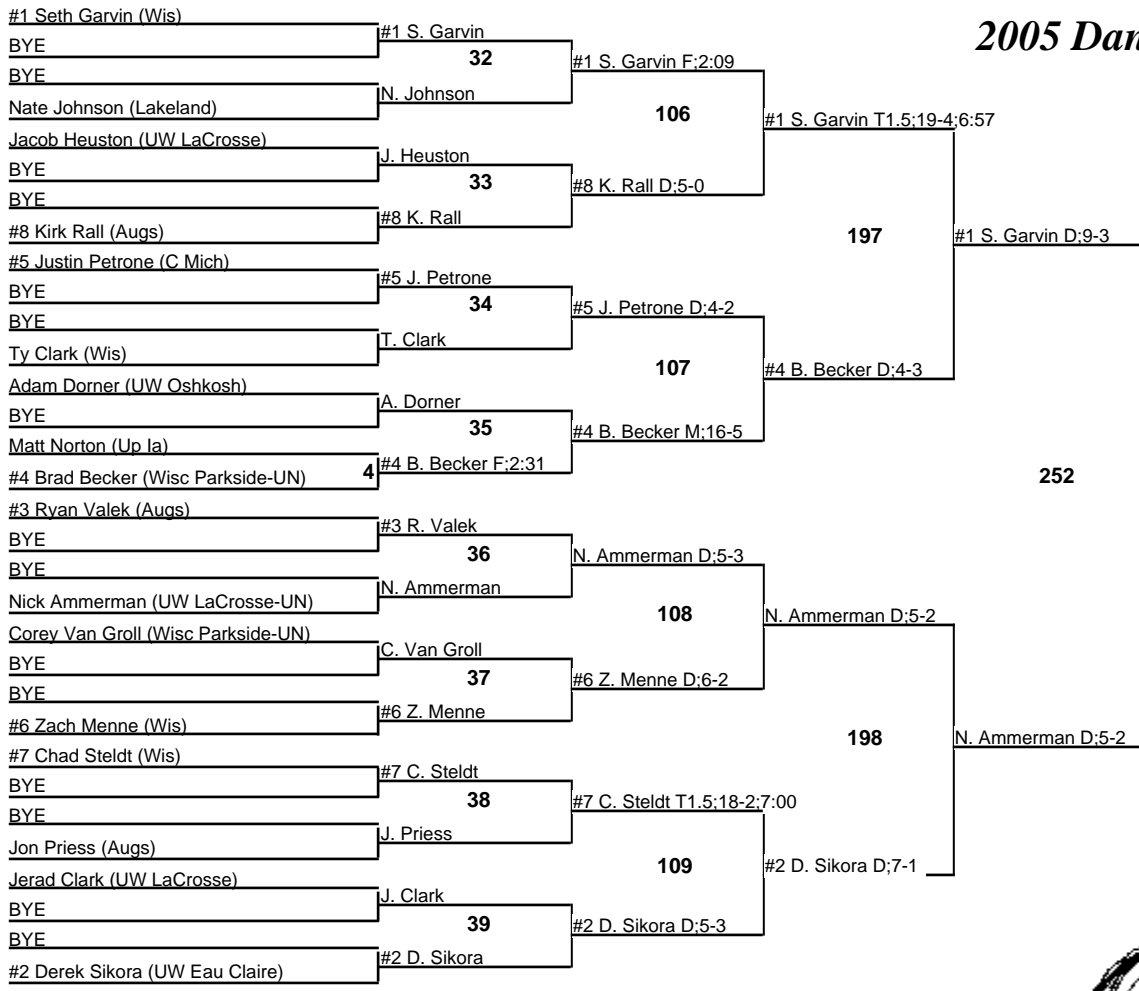 #1 Seth Garvin (Wis)
BYE
BYE
Nate Johnson (Lakeland)
Jacob Heuston (UW LaCrosse)
BYE
BYE
#8 Kirk Rall (Augs)
#5 Justin Petrone (C Mich)
BYE
BYE
Ty Clark (Wis)
Adam Dorner (UW Oshkosh)
BYE
Matt Norton (Up Ia)
#4 Brad Becker (Wisc Parkside-UN)
#3 Ryan Valek (Augs)
BYE
BYE
Nick Ammerman (UW LaCrosse-UN)
Corey Van Groll (Wisc Parkside-UN)
BYE
BYE
#6 Zach Menne (Wis)
#7 Chad Steldt (Wis)
BYE
BYE
Jon Priess (Augs)
Jerad Clark (UW LaCrosse)
BYE
BYE
#2 Derek Sikora (UW Eau Claire)
#1 S. Garvin
32
N. Johnson
J. Heuston
33
#8 K. Rall
#5 J. Petrone
34
T. Clark
A. Dorner
35
4
#4 B. Becker F;2:31
#3 R. Valek
36
N. Ammerman
C. Van Groll
37
#6 Z. Menne
#7 C. Steldt
38
J. Priess
J. Clark
39
#2 D. Sikora
#1 S. Garvin F;2:09
106
#8 K. Rall D;5-0
#5 J. Petrone D;4-2
107
#4 B. Becker M;16-5
N. Ammerman D;5-3
108
#6 Z. Menne D;6-2
#7 C. Steldt T1.5;18-2;7:00
109
#2 D. Sikora D;5-3
#1 S. Garvin T1.5;19-4;6:57
197
#4 B. Becker D;4-3
N. Ammerman D;5-2
198
#2 D. Sikora D;7-1
2005 Dan
#1 S. Garvin D;9-3
252
N. Ammerman D;5-2